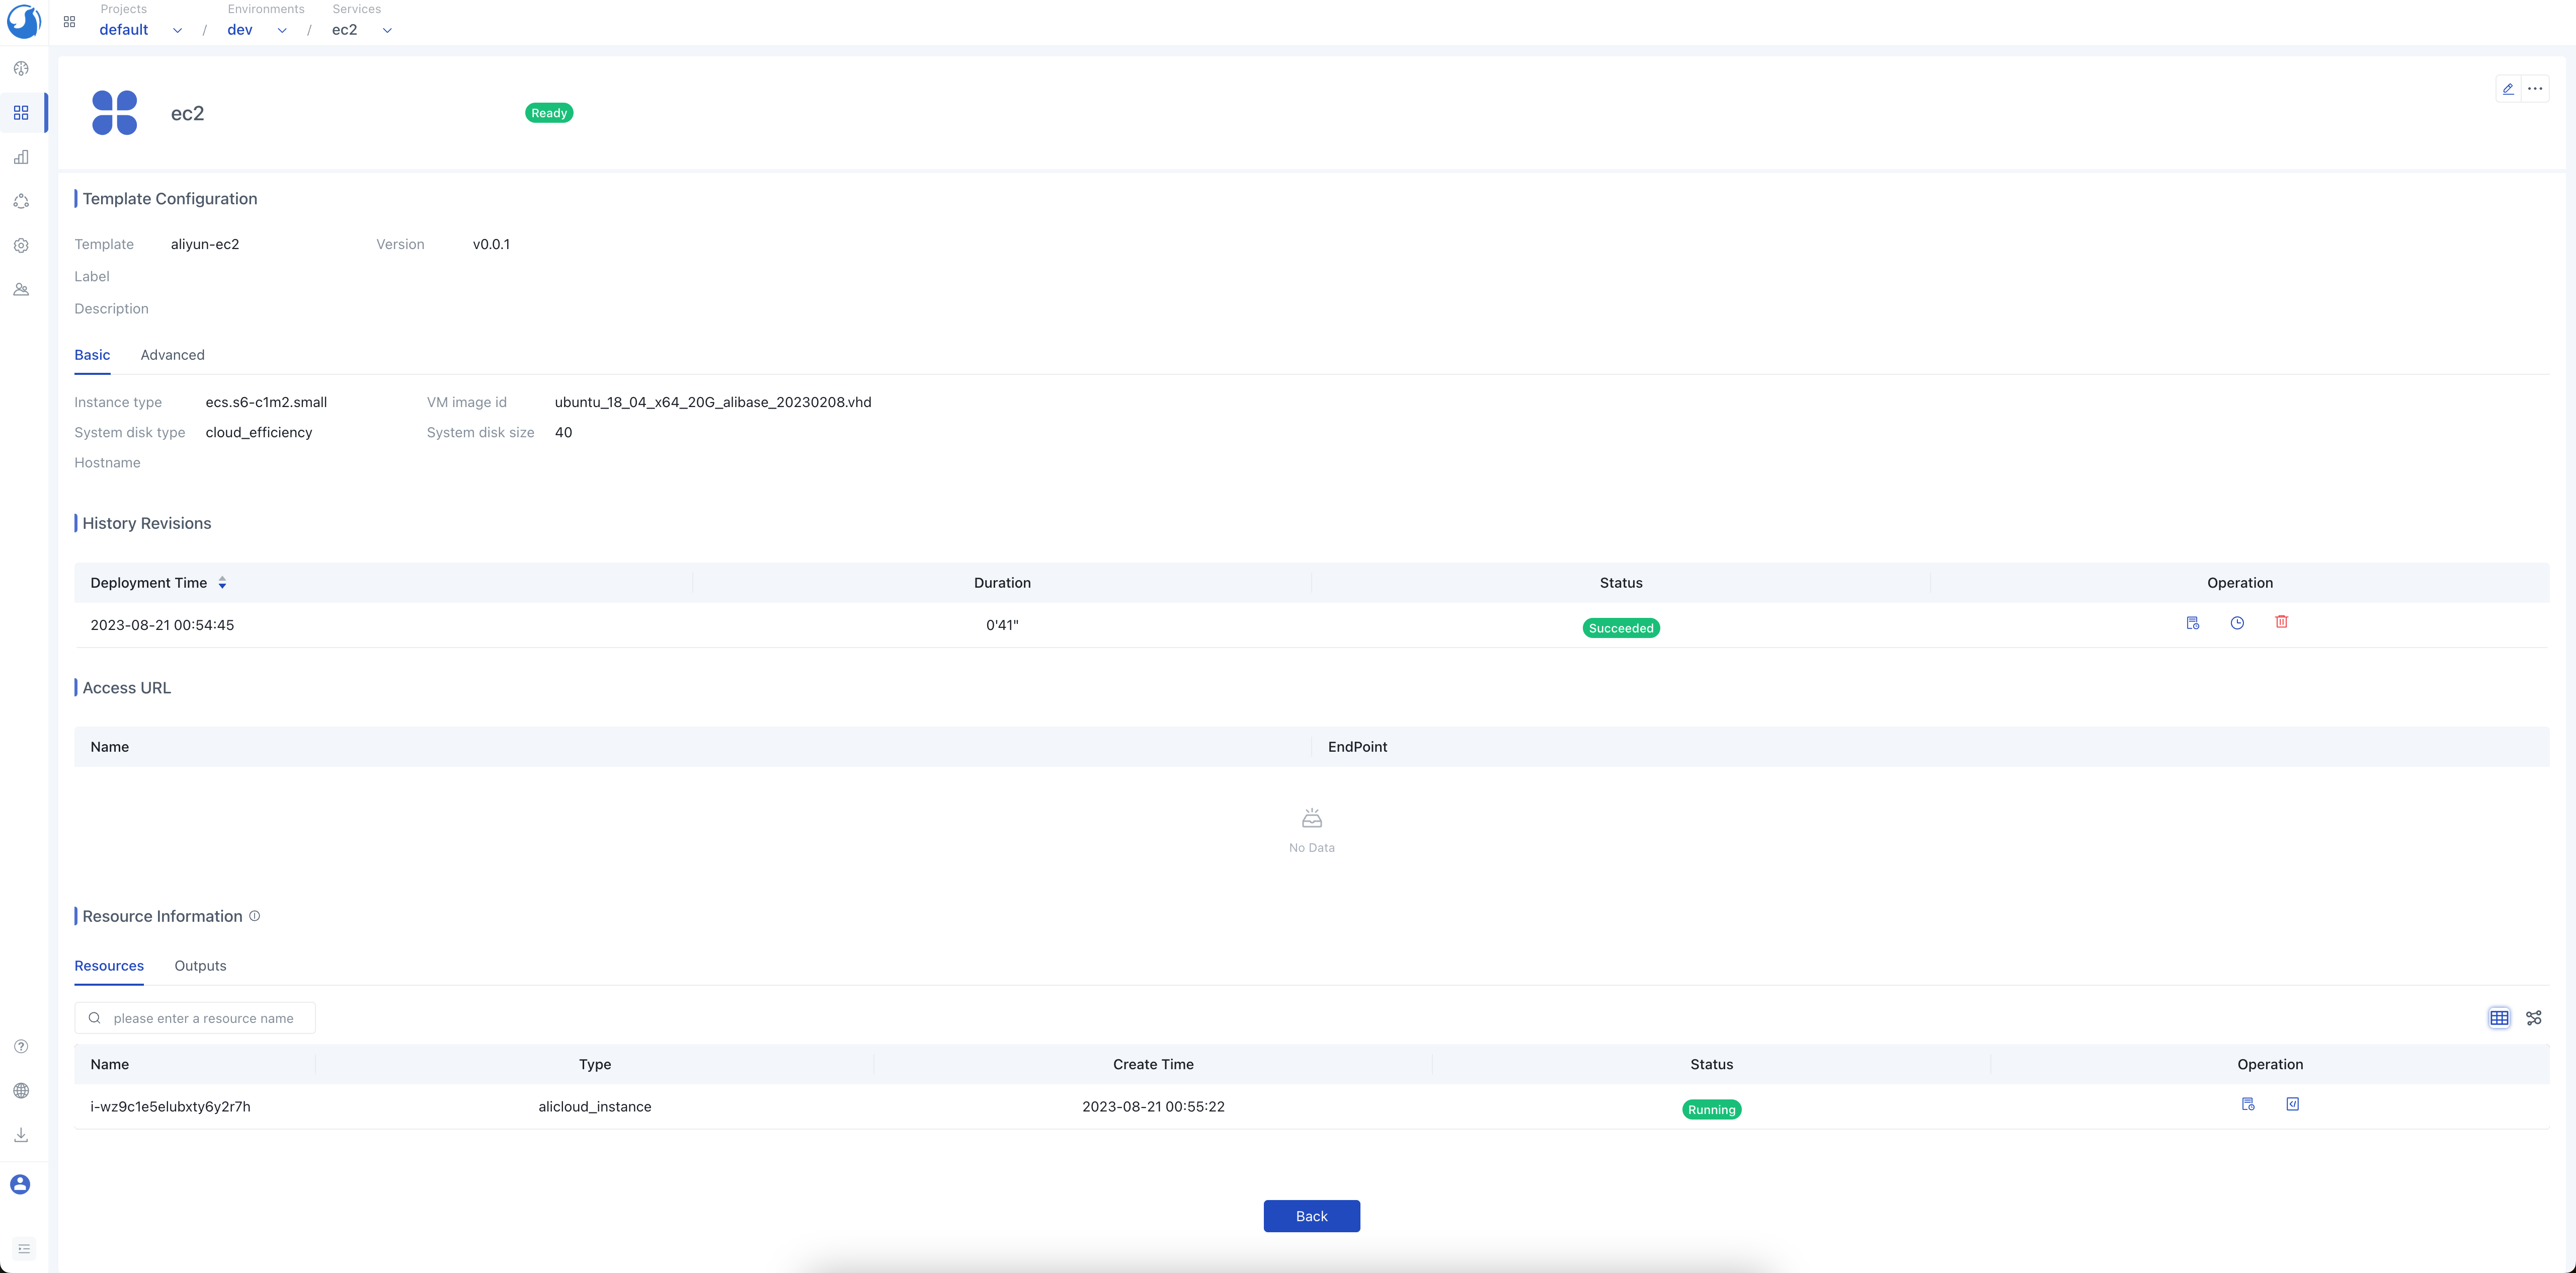 Projects Environments Services
default / dev / ec2
ec2 Ready
Template Configuration
Template aliyun-ec2 Version v0.0.1
Label
Description
Basic Advanced
Instance type ecs.s6-c1m2.small VM image id ubuntu_18_04_x64_20G_alibase_20230208.vhd
System disk type cloud_efficiency System disk size 40
Hostname
History Revisions
Deployment Time Duration Status Operation
2023-08-21 00:54:45 0'41" Succeeded
Access URL
Name EndPoint
No Data
Resource Information
Resources Outputs
please enter a resource name
Name Type Create Time Status Operation
i-wz9c1e5elubxty6y2r7h alicloud_instance 2023-08-21 00:55:22 Running
Back